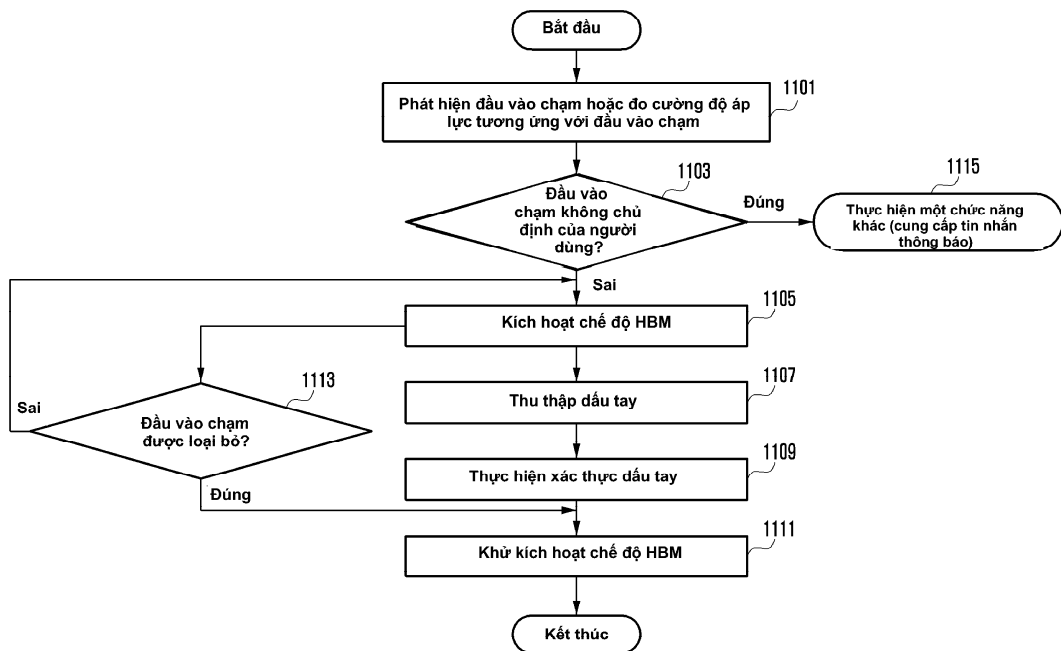 Bắt đầu
1101
Phát hiện đầu vào chạm hoặc đo cường độ áp
lực tương ứng với đầu vào chạm
1103
Đầu vào
chạm không chủ
định của người
dùng?
Đúng
1115
Thực hiện một chức năng
khác (cung cấp tin nhắn
thông báo)
Sai
1105
Kích hoạt chế độ HBM
1113
Sai
Đầu vào chạm
được loại bỏ?
Đúng
1107
Thu thập dấu tay
1109
Thực hiện xác thực dấu tay
1111
Khử kích hoạt chế độ HBM
Kết thúc